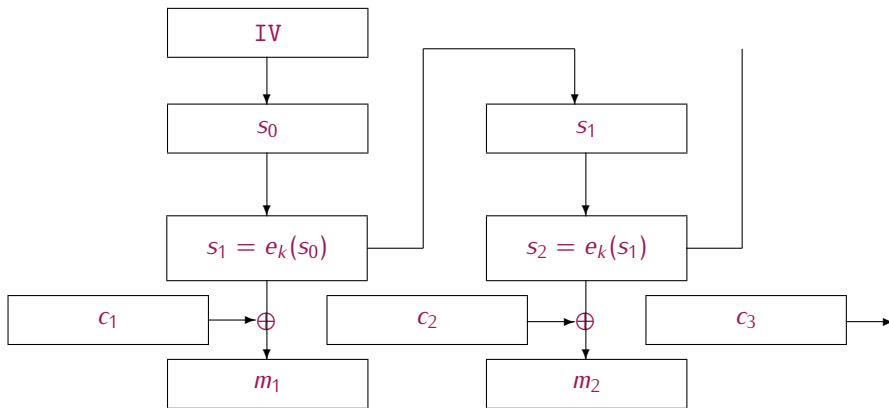 IV
s₀
s₁
s₁ = eₖ(s₀)
s₂ = eₖ(s₁)
c₁
⊕
c₂
⊕
c₃
m₁
m₂